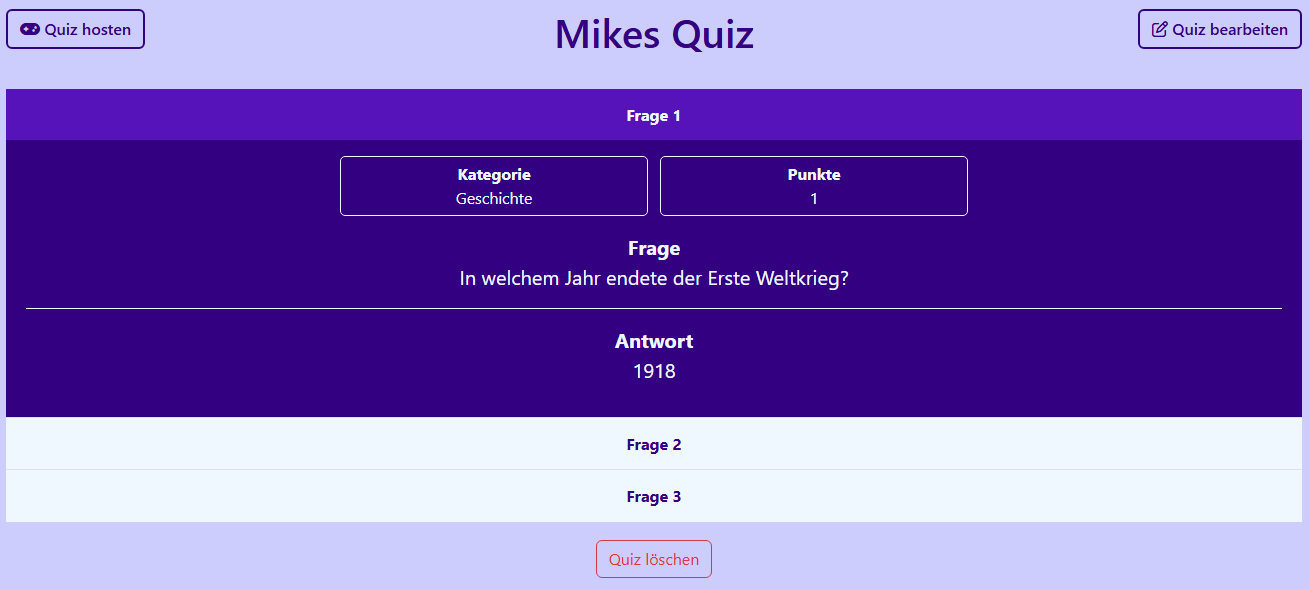 Quiz hosten
Mikes Quiz
Quiz bearbeiten
Frage 1
Kategorie
Geschichte
Punkte
1
Frage
In welchem Jahr endete der Erste Weltkrieg?
Antwort
1918
Frage 2
Frage 3
Quiz löschen